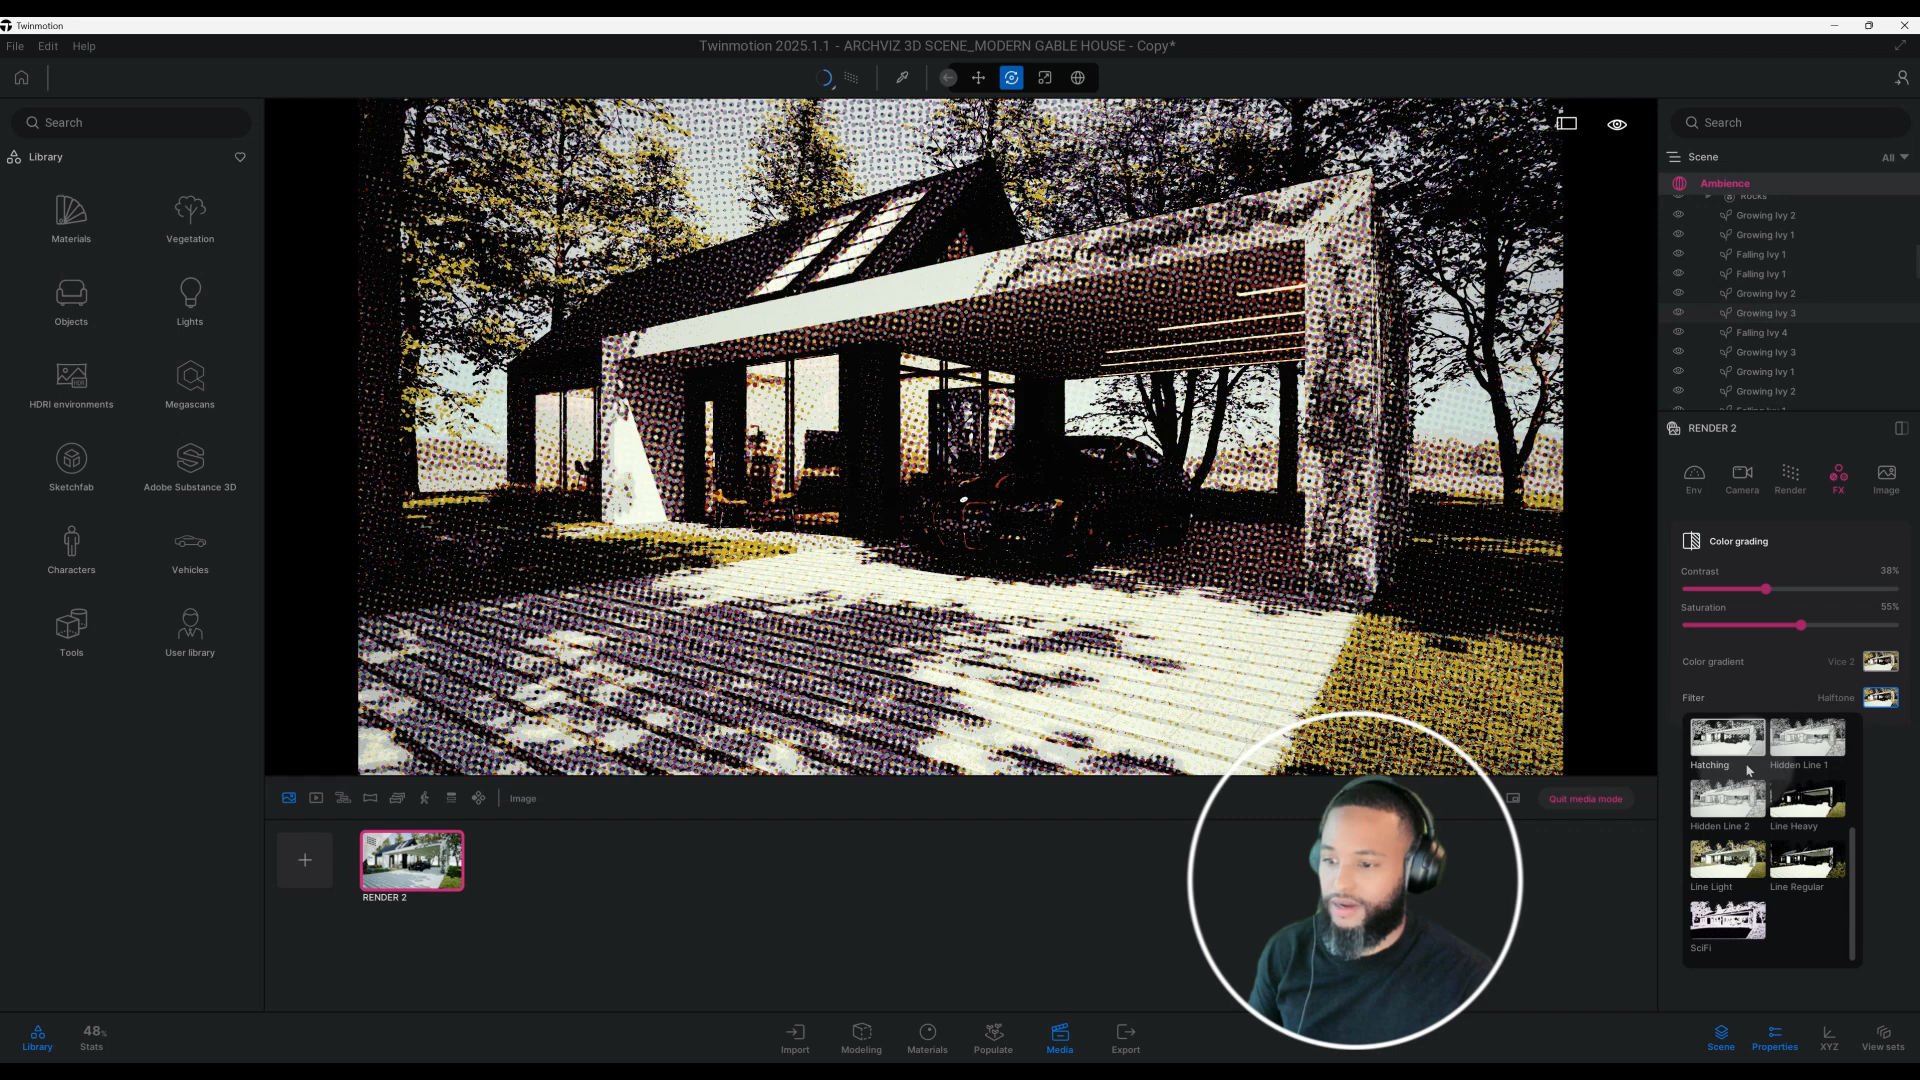 Twinmotion
File Edit Help
Twinmotion 2025.1.1 - ARCHVIZ 3D SCENE_MODERN GABLE HOUSE - Copy*
Search
Library
Materials
Vegetation
Objects
Lights
HDRI environments
Megascans
Sketchfab
Adobe Substance 3D
Characters
Vehicles
Tools
User library
Search
Scene
All
Ambience
Rocks
Growing Ivy 2
Growing Ivy 1
Falling Ivy 1
Falling Ivy 1
Growing Ivy 2
Growing Ivy 3
Falling Ivy 4
Growing Ivy 3
Growing Ivy 1
Growing Ivy 2
RENDER 2
Env
Camera
Render
FX
Image
Color grading
Contrast 38%
Saturation 55%
Color gradient Vice 2
Filter Halftone
Hatching
Hidden Line 1
Hidden Line 2
Line Heavy
Line Light
Line Regular
SciFi
Image
Quit media mode
RENDER 2
Library
48%
Stats
Import
Modeling
Materials
Populate
Media
Export
Scene
Properties
XYZ
View sets